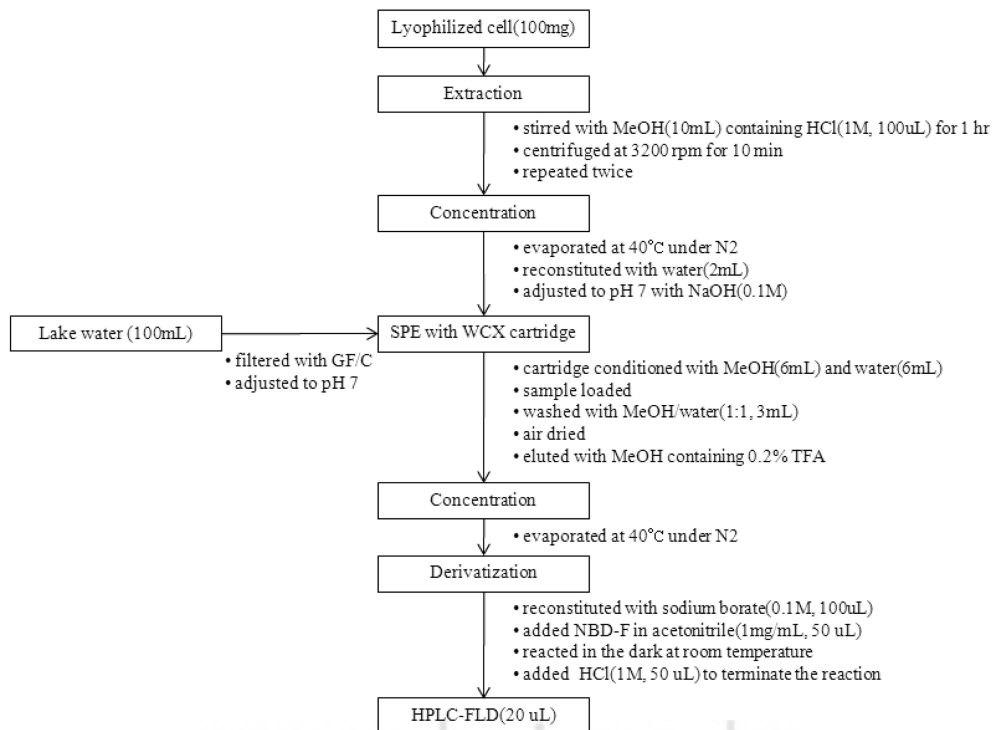 Lyophilized cell(100mg)
Extraction
• stirred with MeOH(10mL) containing HCl(1M, 100uL) for 1 hr
• centrifuged at 3200 rpm for 10 min
• repeated twice
Concentration
• evaporated at 40°C under N2
• reconstituted with water(2mL)
• adjusted to pH 7 with NaOH(0.1M)
Lake water (100mL)
• filtered with GF/C
• adjusted to pH 7
SPE with WCX cartridge
• cartridge conditioned with MeOH(6mL) and water(6mL)
• sample loaded
• washed with MeOH/water(1:1, 3mL)
• air dried
• eluted with MeOH containing 0.2% TFA
Concentration
• evaporated at 40°C under N2
Derivatization
• reconstituted with sodium borate(0.1M, 100uL)
• added NBD-F in acetonitrile(1mg/mL, 50 uL)
• reacted in the dark at room temperature
• added HCl(1M, 50 uL) to terminate the reaction
HPLC-FLD(20 uL)